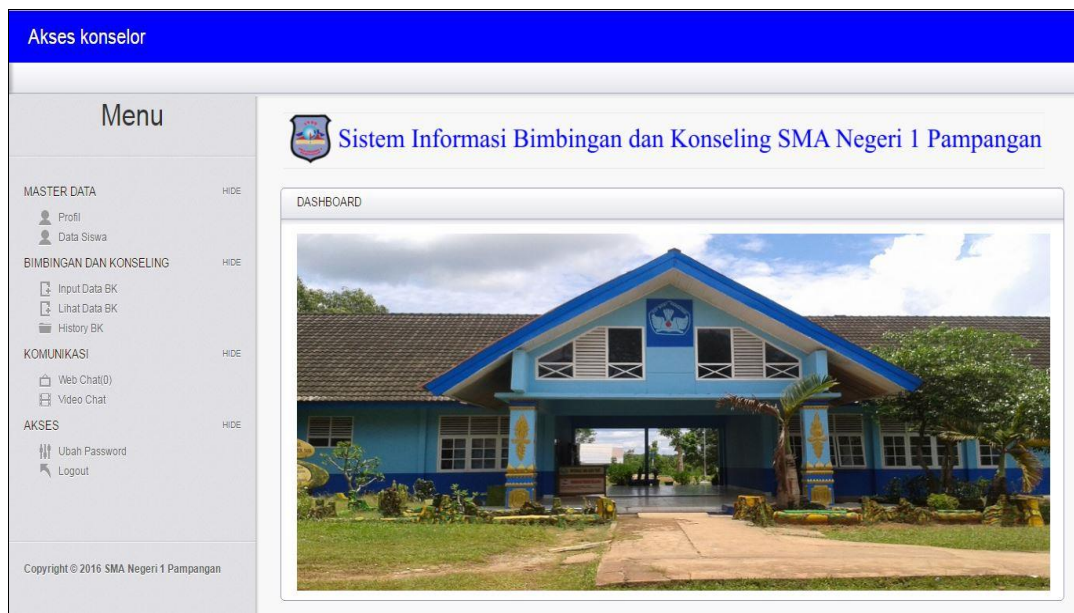 Akses konselor
Menu
MASTER DATA HIDE
Profil
Data Siswa
BIMBINGAN DAN KONSELING HIDE
Input Data BK
Lihat Data BK
History BK
KOMUNIKASI HIDE
Web Chat(0)
Video Chat
AKSES HIDE
Ubah Password
Logout
Copyright © 2016 SMA Negeri 1 Pampangan
Sistem Informasi Bimbingan dan Konseling SMA Negeri 1 Pampangan
DASHBOARD